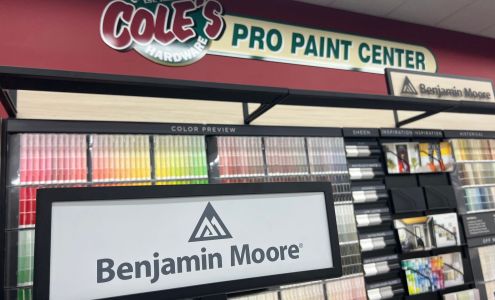 COLE'S
HARDWARE
PRO PAINT CENTER
Benjamin Moore
COLOR PREVIEW
SHEEN
INSPIRATION
INSPIRATION
HISTORICAL
Benjamin Moore®